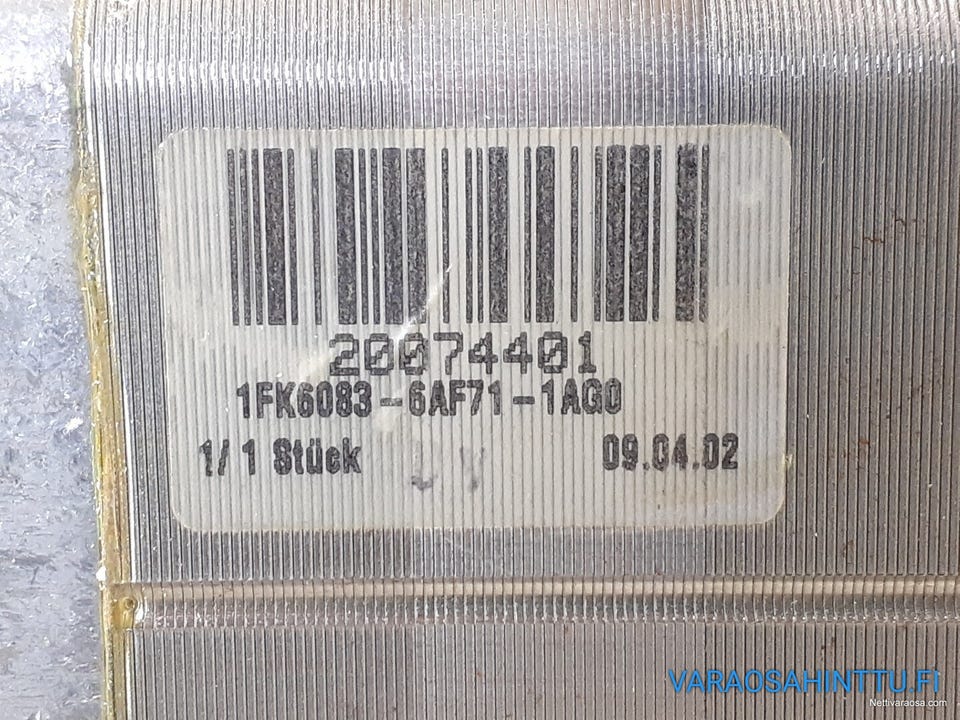 20074401
1FK6083-6AF71-1AG0
1/ 1 Stück
09.04.02
VARAOSAHINTTU.FI
Nettivaraosa.com